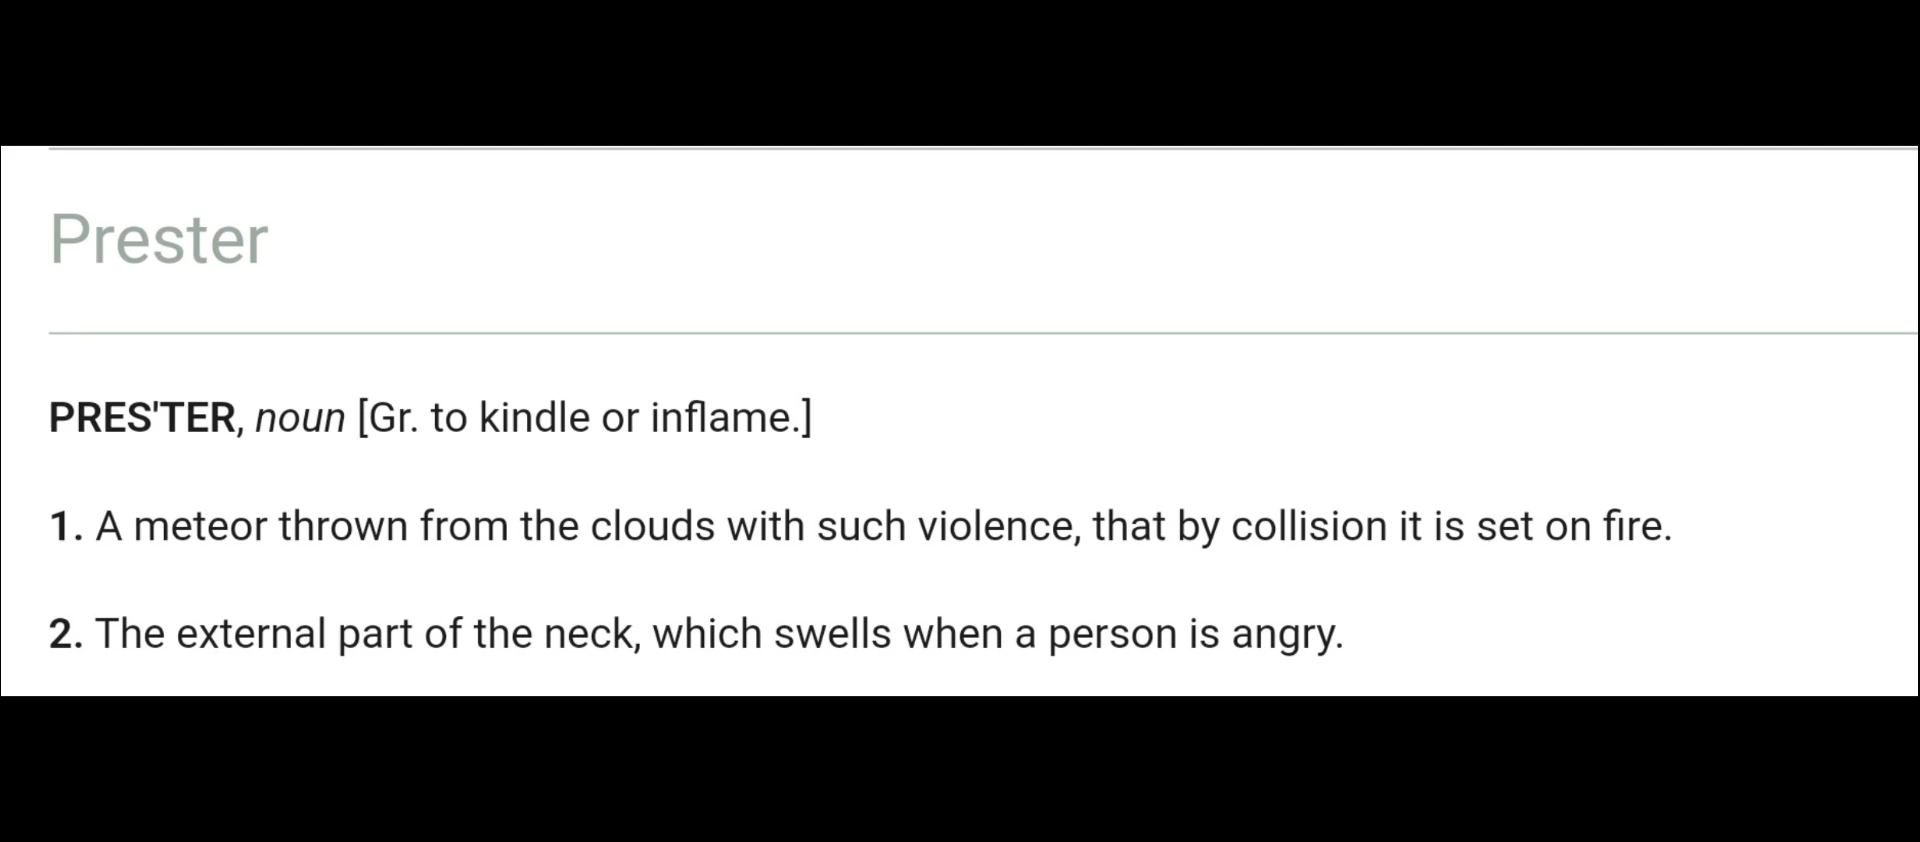 Prester
PRES'TER, noun [Gr. to kindle or inflame.]
1. A meteor thrown from the clouds with such violence, that by collision it is set on fire.
2. The external part of the neck, which swells when a person is angry.